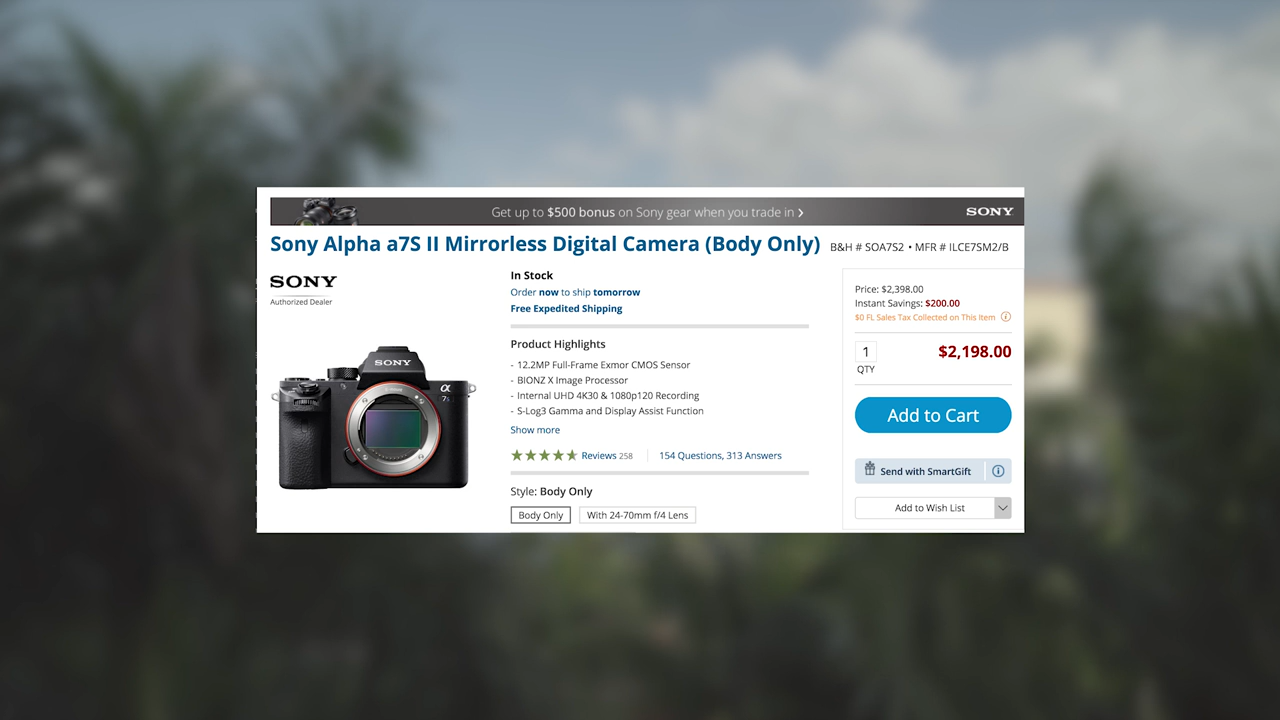 Get up to $500 bonus on Sony gear when you trade in ›
SONY
Sony Alpha a7S II Mirrorless Digital Camera (Body Only)
B&H # SOA7S2 • MFR # ILCE7SM2/B
SONY
Authorized Dealer
SONY
α
7S
In Stock
Order now to ship tomorrow
Free Expedited Shipping
Product Highlights
- 12.2MP Full-Frame Exmor CMOS Sensor
- BIONZ X Image Processor
- Internal UHD 4K30 & 1080p120 Recording
- S-Log3 Gamma and Display Assist Function
Show more
Reviews 258
154 Questions, 313 Answers
Style: Body Only
Body Only
With 24-70mm f/4 Lens
Price: $2,398.00
Instant Savings: $200.00
$0 FL Sales Tax Collected on This Item
1
$2,198.00
QTY
Add to Cart
Send with SmartGift
Add to Wish List